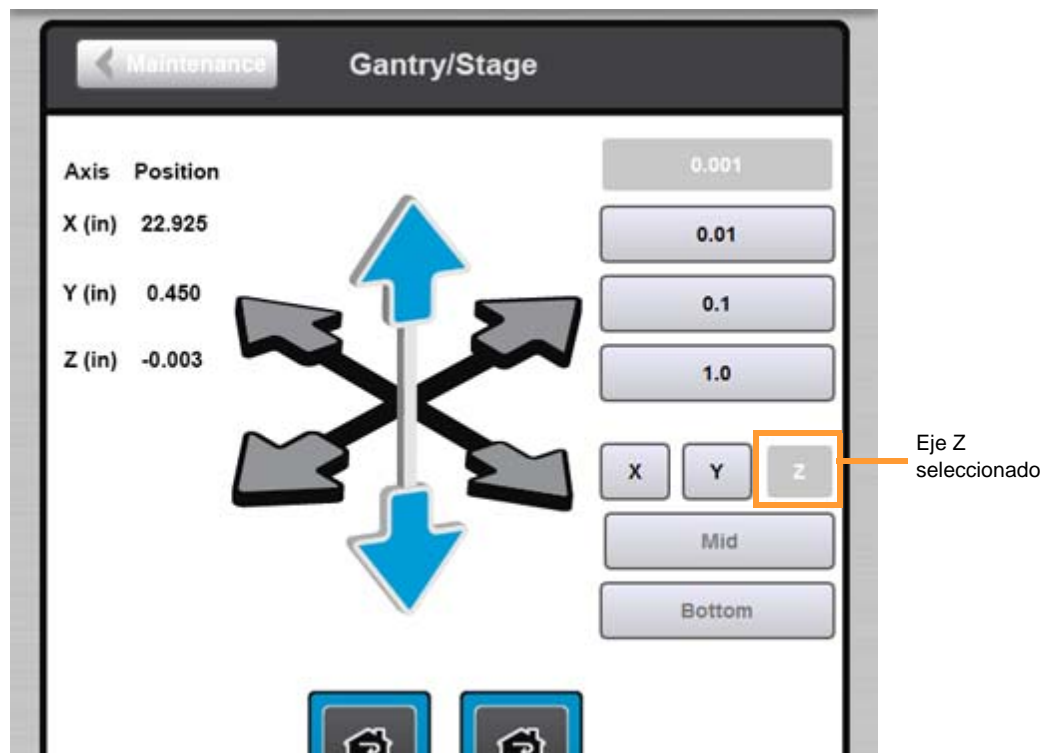 Maintenance
Gantry/Stage
Axis Position
X (in) 22.925
Y (in) 0.450
Z (in) -0.003
0.001
0.01
0.1
1.0
X Y Z
Mid
Bottom
Eje Z
seleccionado